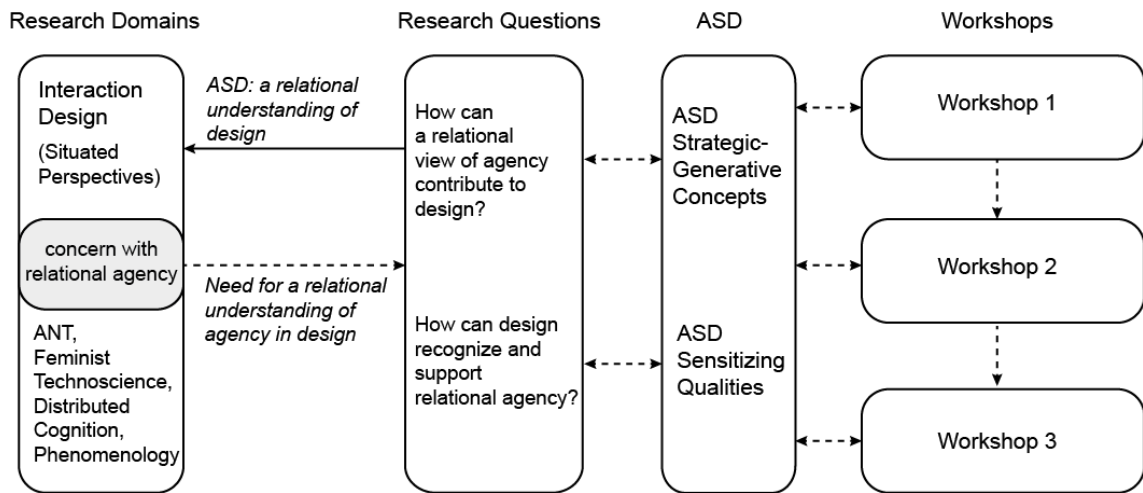 Research Domains
Research Questions
ASD
Workshops
Interaction
Design
(Situated
Perspectives)
concern with
relational agency
ANT,
Feminist
Technoscience,
Distributed
Cognition,
Phenomenology
ASD: a relational
understanding of
design
Need for a relational
understanding of
agency in design
How can
a relational
view of agency
contribute to
design?
How can design
recognize and
support
relational agency?
ASD
Strategic-
Generative
Concepts
ASD
Sensitizing
Qualities
Workshop 1
Workshop 2
Workshop 3